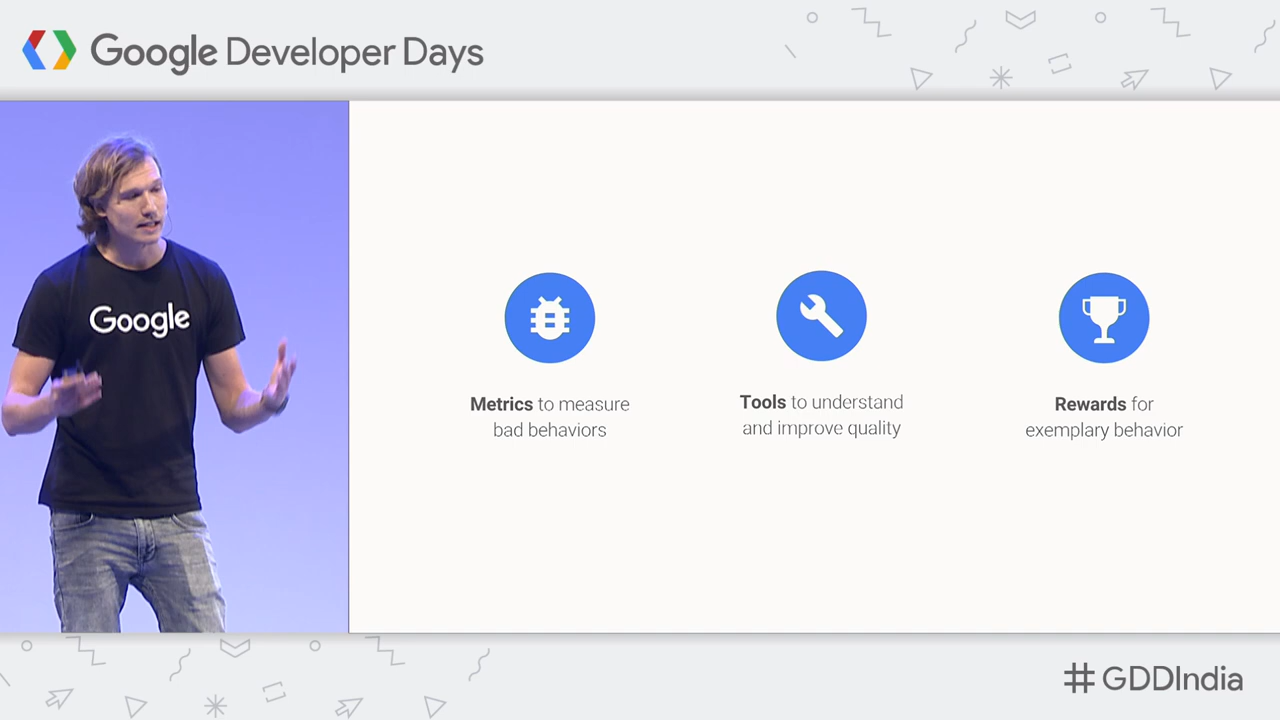 Google Developer Days
Google
Metrics to measure
bad behaviors
Tools to understand
and improve quality
Rewards for
exemplary behavior
#GDDIndia